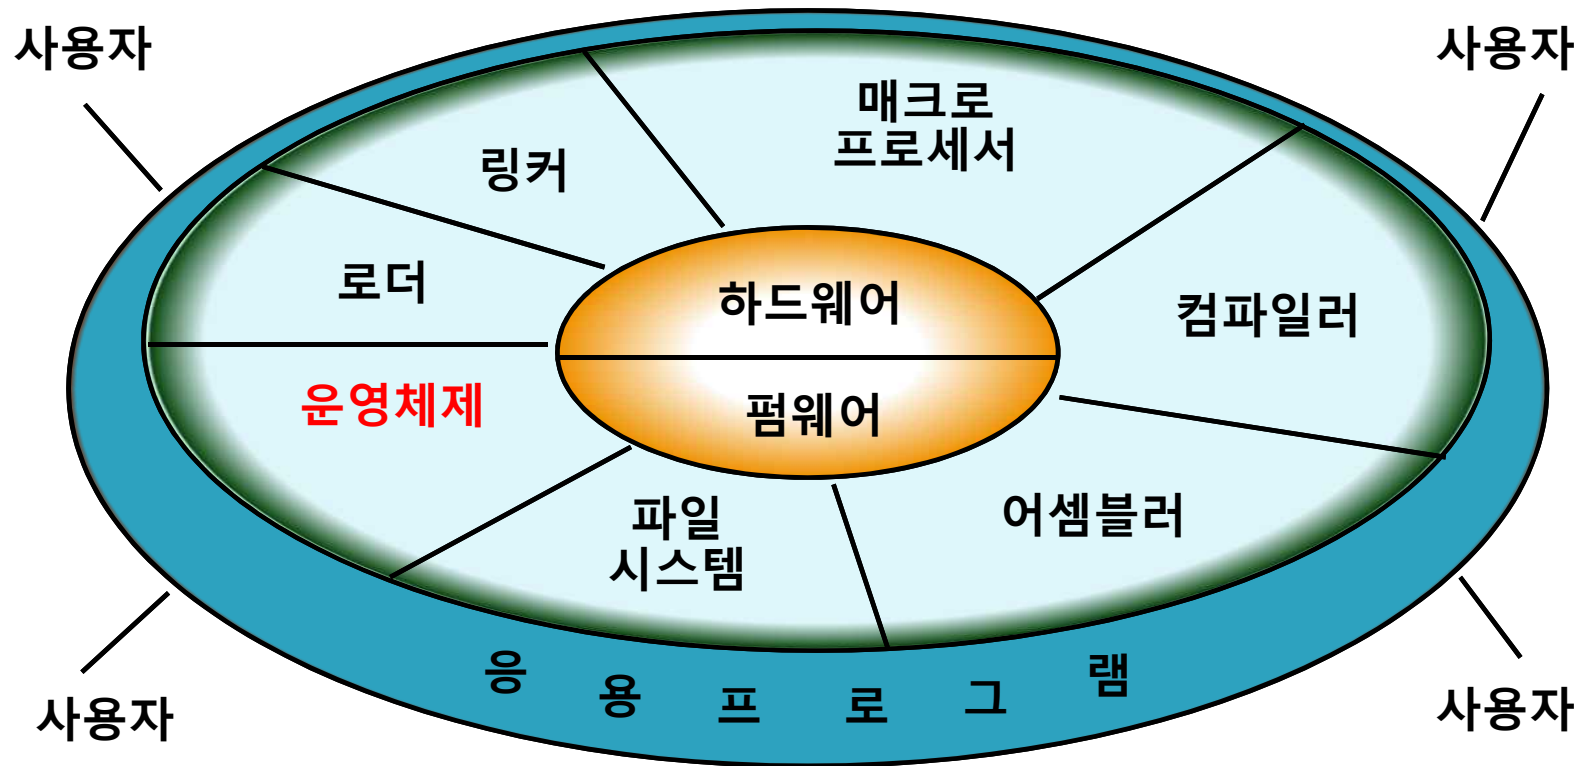 사용자
사용자
매크로
프로세서
링커
로더
하드웨어
컴파일러
운영체제
펌웨어
파일
시스템
어셈블러
응용프로그램
사용자
사용자